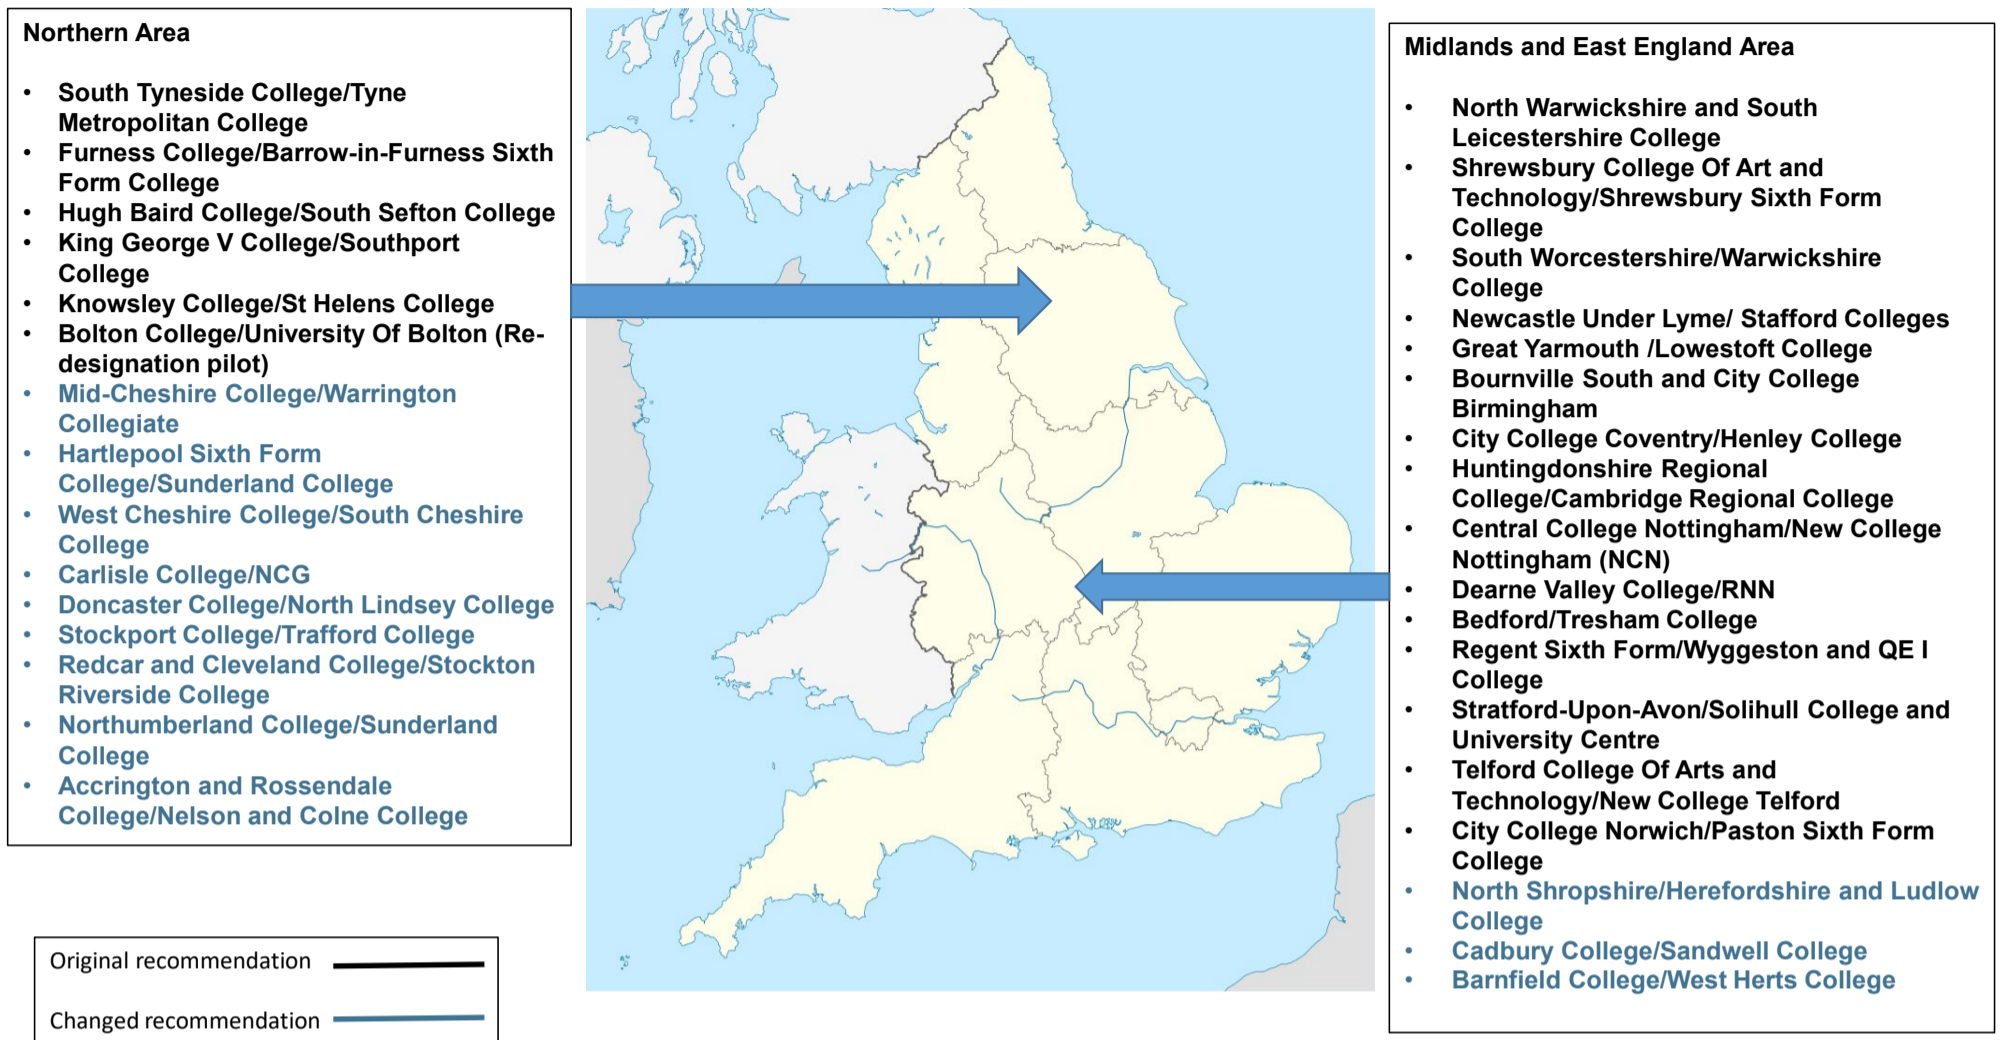 Northern Area
• South Tyneside College/Tyne
Metropolitan College
• Furness College/Barrow-in-Furness Sixth
Form College
• Hugh Baird College/South Sefton College
• King George V College/Southport
College
• Knowsley College/St Helens College
• Bolton College/University Of Bolton (Re-
designation pilot)
• Mid-Cheshire College/Warrington
Collegiate
• Hartlepool Sixth Form
College/Sunderland College
• West Cheshire College/South Cheshire
College
• Carlisle College/NCG
• Doncaster College/North Lindsey College
• Stockport College/Trafford College
• Redcar and Cleveland College/Stockton
Riverside College
• Northumberland College/Sunderland
College
• Accrington and Rossendale
College/Nelson and Colne College
Original recommendation
Changed recommendation
Midlands and East England Area
• North Warwickshire and South
Leicestershire College
• Shrewsbury College Of Art and
Technology/Shrewsbury Sixth Form
College
• South Worcestershire/Warwickshire
College
• Newcastle Under Lyme/ Stafford Colleges
• Great Yarmouth /Lowestoft College
• Bournville South and City College
Birmingham
• City College Coventry/Henley College
• Huntingdonshire Regional
College/Cambridge Regional College
• Central College Nottingham/New College
Nottingham (NCN)
• Dearne Valley College/RNN
• Bedford/Tresham College
• Regent Sixth Form/Wyggeston and QE I
College
• Stratford-Upon-Avon/Solihull College and
University Centre
• Telford College Of Arts and
Technology/New College Telford
• City College Norwich/Paston Sixth Form
College
• North Shropshire/Herefordshire and Ludlow
College
• Cadbury College/Sandwell College
• Barnfield College/West Herts College